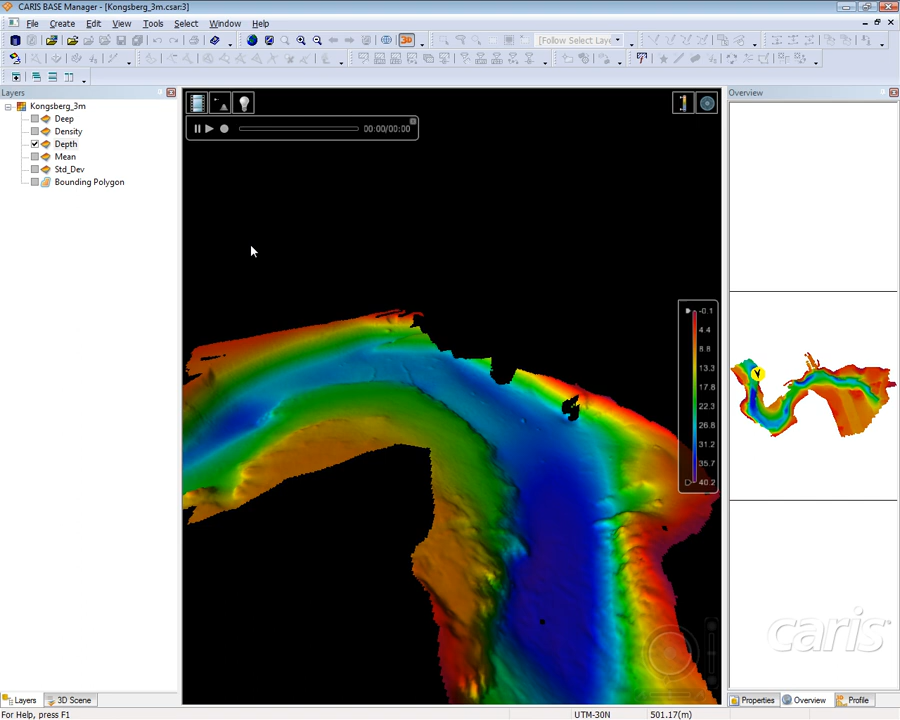 CARIS BASE Manager - [Kongsberg_3m.csar:3]
File Create Edit View Tools Select Window Help
3D
[Follow Select Laye
Layers
Kongsberg_3m
Deep
Density
Depth
Mean
Std_Dev
Bounding Polygon
00:00/00:00
-0.1
4.4
8.8
13.3
17.8
22.3
26.8
31.2
35.7
40.2
Overview
caris
Layers 3D Scene
Properties Overview Profile
For Help, press F1 UTM-30N 501.17(m)